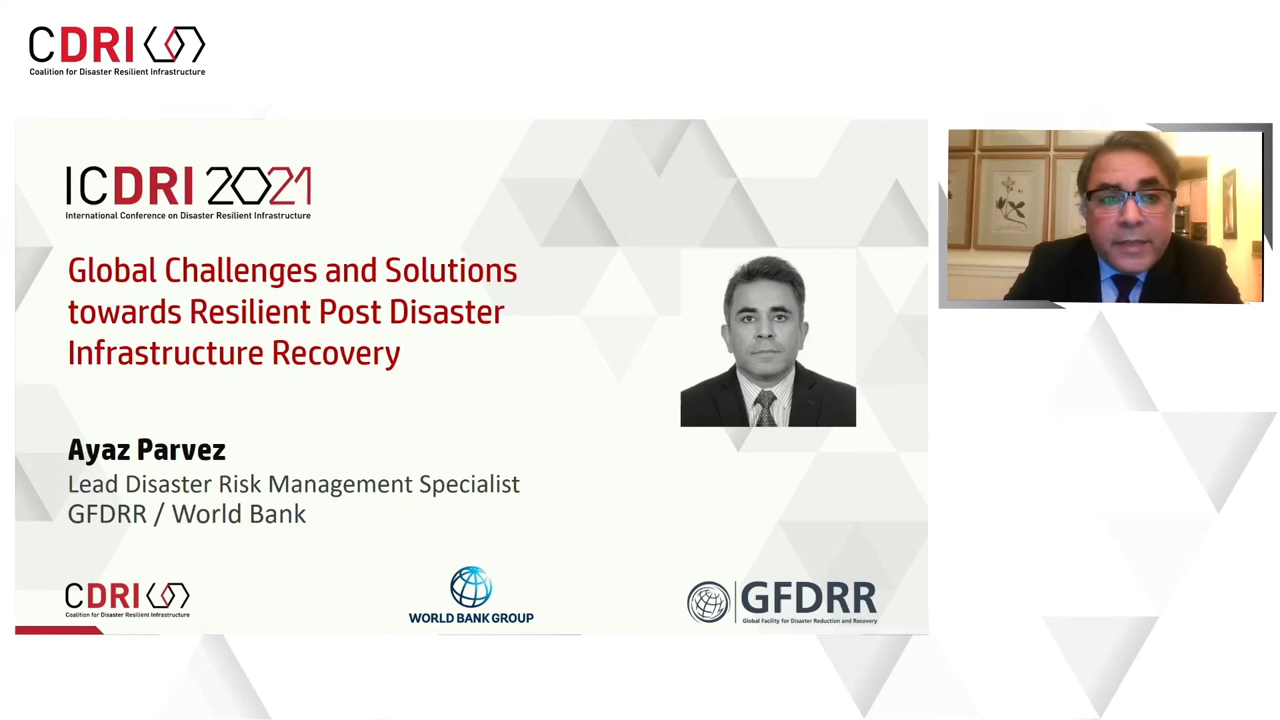 CDRI
Coalition for Disaster Resilient Infrastructure
ICDRI 2021
International Conference on Disaster Resilient Infrastructure
Global Challenges and Solutions
towards Resilient Post Disaster
Infrastructure Recovery
Ayaz Parvez
Lead Disaster Risk Management Specialist
GFDRR / World Bank
CDRI
Coalition for Disaster Resilient Infrastructure
WORLD BANK GROUP
GFDRR
Global Facility for Disaster Reduction and Recovery